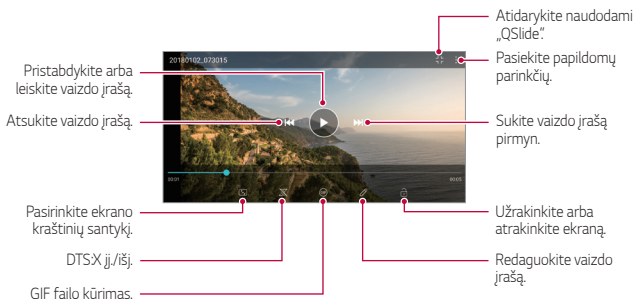 Atidarykite naudodami
„QSlide“.
20180102_073015
Pasiekite papildomų
parinkčių.
Pristabdykite arba
leiskite vaizdo įrašą.
Atsukite vaizdo įrašą.
Sukite vaizdo įrašą
pirmyn.
00:01
00:05
Pasirinkite ekrano
kraštinių santykį.
Užrakinkite arba
atrakinkite ekraną.
DTS:X įj./išj.
Redaguokite vaizdo
įrašą.
GIF failo kūrimas.
GIF